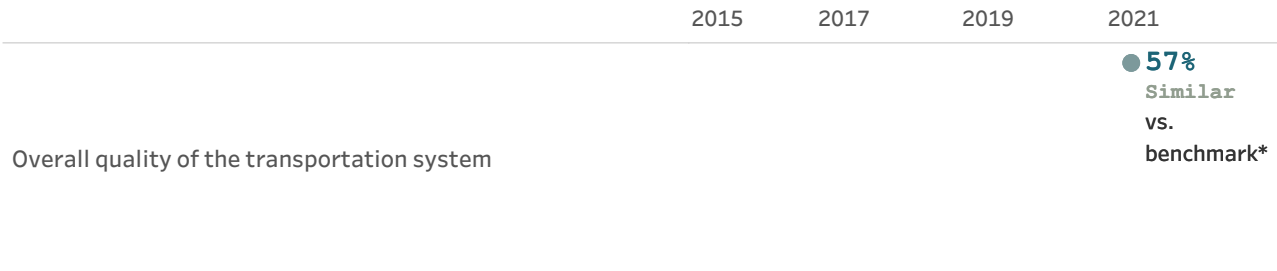 2015 2017 2019 2021
57%
Similar
vs.
benchmark*
Overall quality of the transportation system